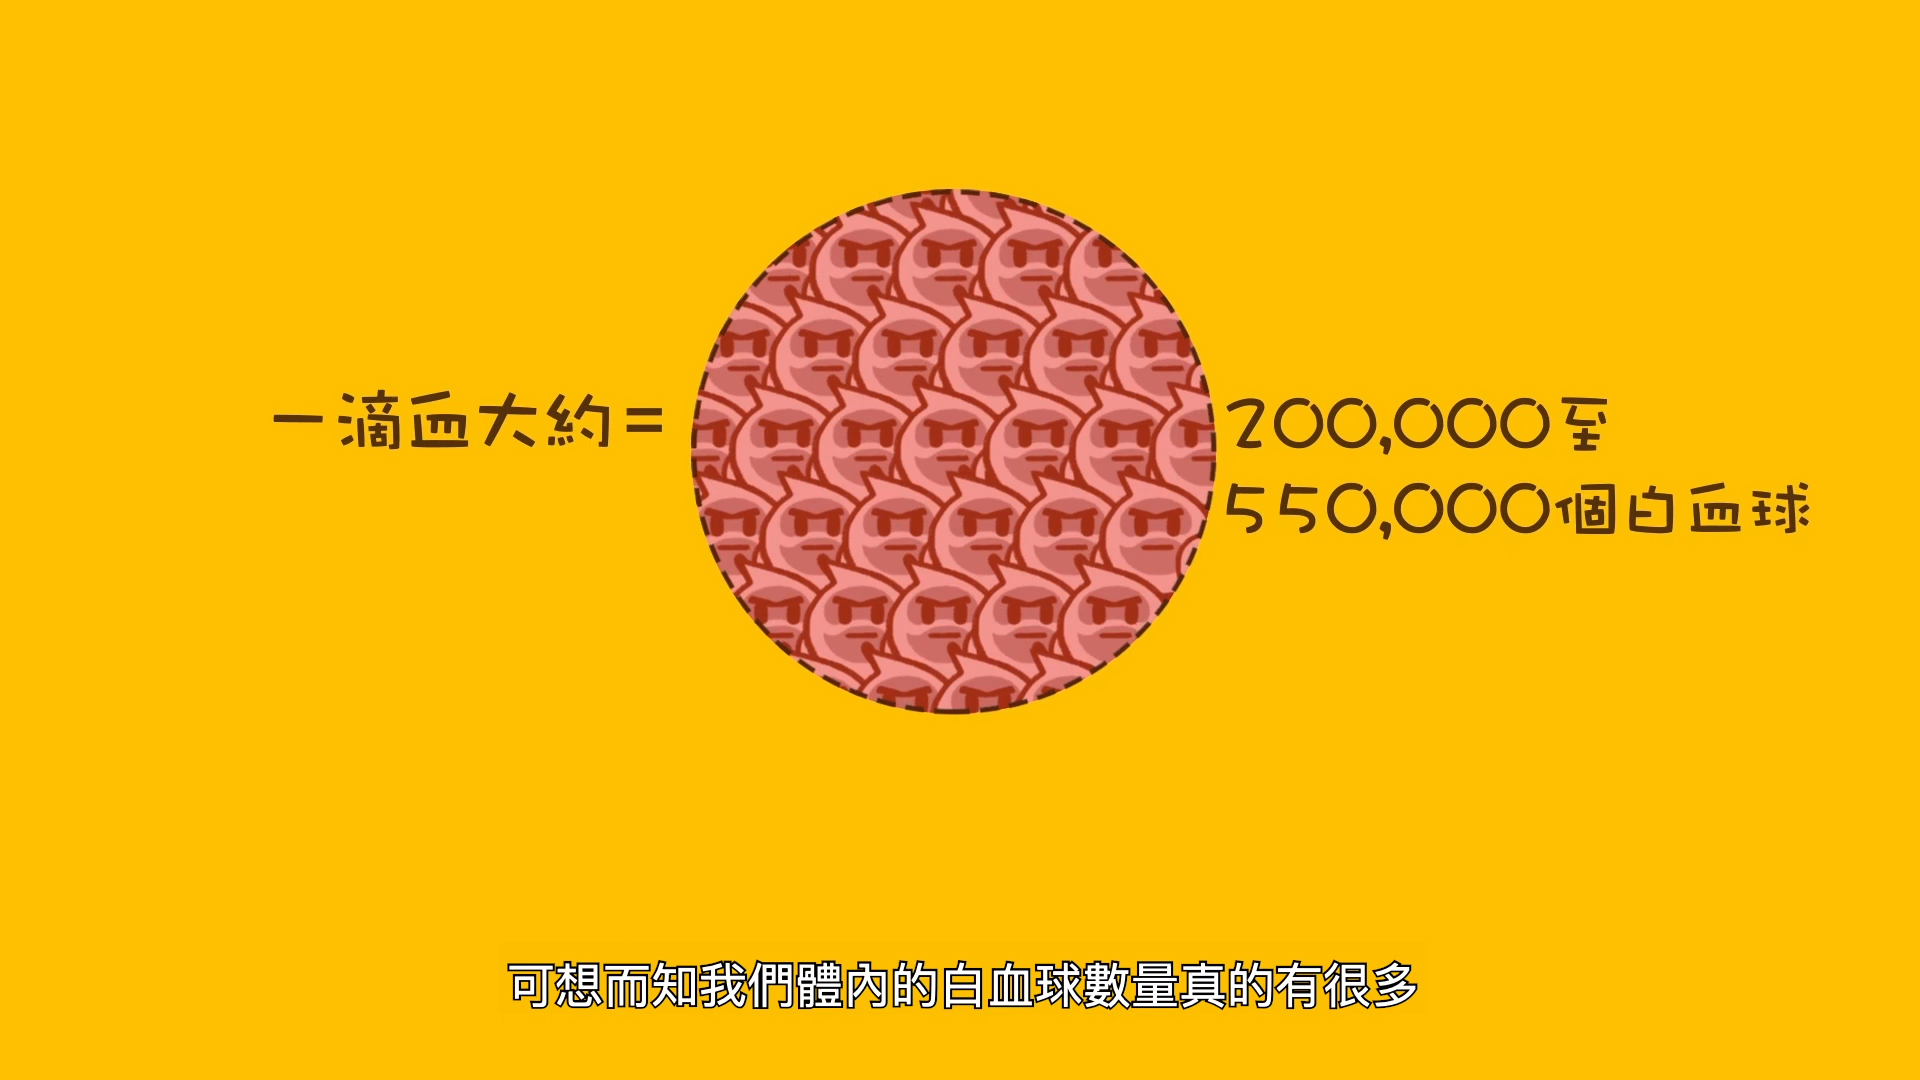 一滴血大約=
200,000至
550,000個白血球
可想而知我們體內的白血球數量真的有很多